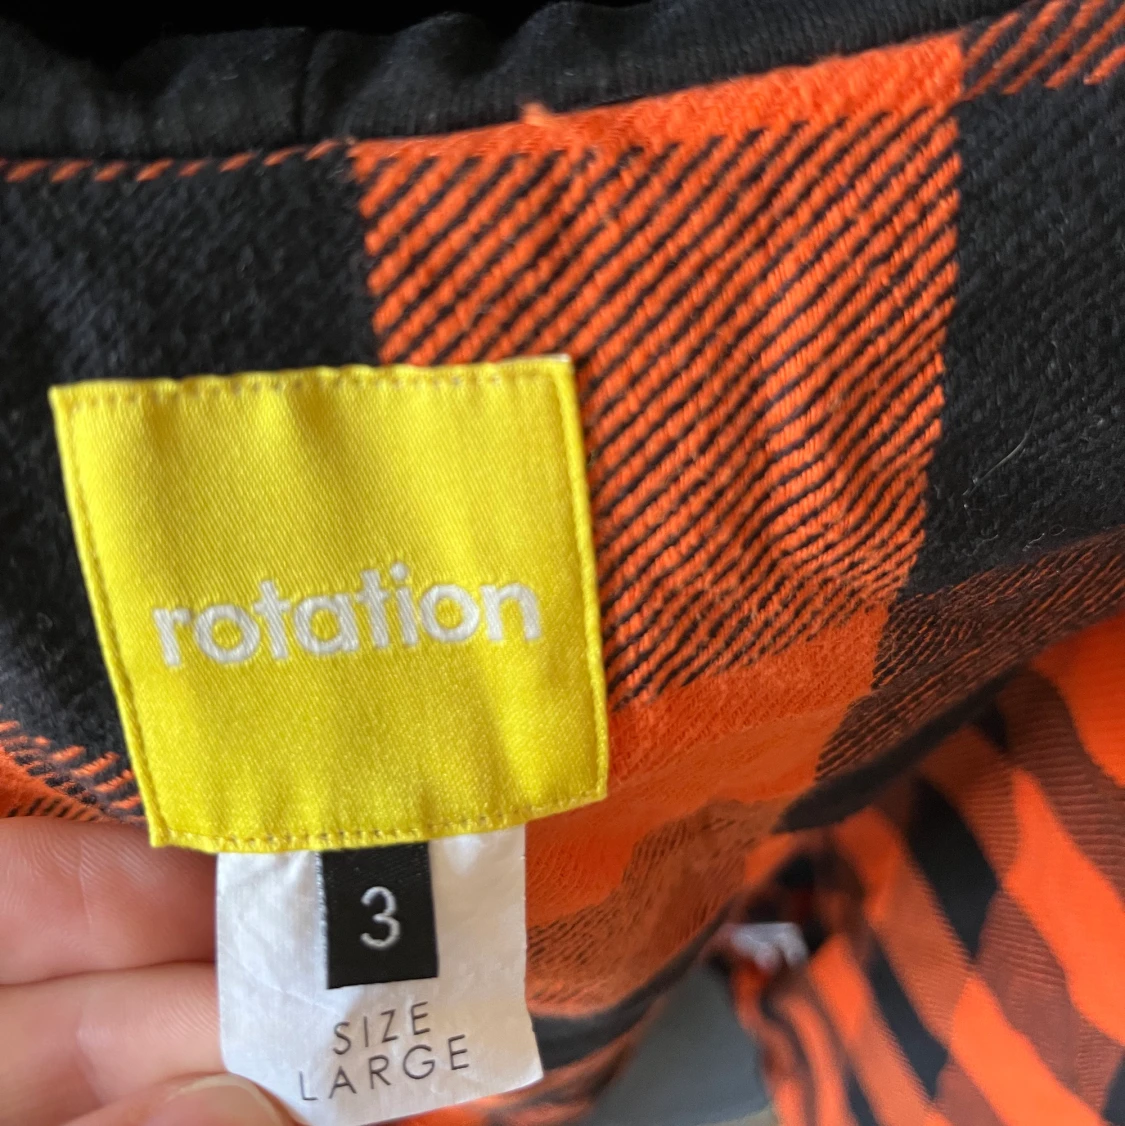 rotation
3
SIZE
LARGE